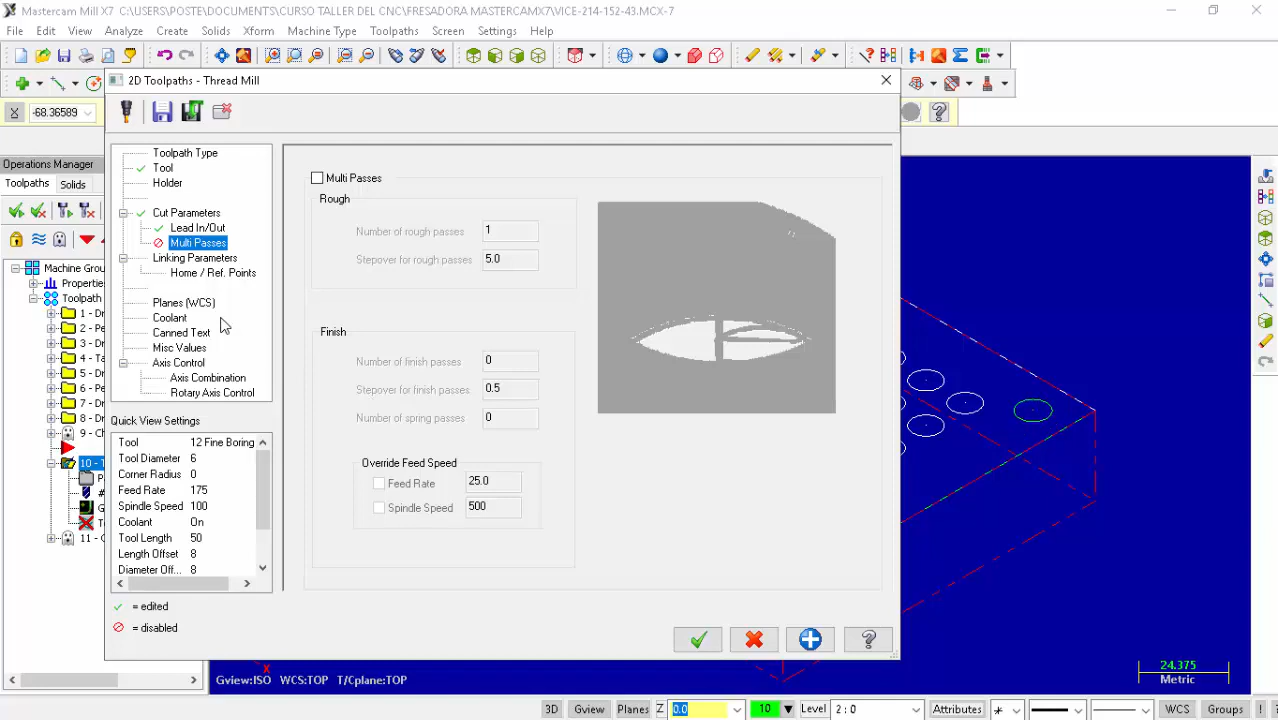 Mastercam Mill X7 C:\USERS\POSTE\DOCUMENTS\CURSO TALLER DEL CNC\FRESADORA MASTERCAMX7\VICE-214-152-43.MCX-7
File Edit View Analyze Create Solids Xform Machine Type Toolpaths Screen Settings Help
2D Toolpaths - Thread Mill
-68.36589
Operations Manager
Toolpaths Solids
Machine Grou
Properti
Toolpath
1 - Dr
2 - Pe
3 - Dr
4 - Ta
5 - Dr
6 - Pe
7 - Dr
8 - Dr
9 - Ch
10 - T
11 - C
Toolpath Type
Tool
Holder
Cut Parameters
Lead In/Out
Multi Passes
Linking Parameters
Home / Ref. Points
Planes (WCS)
Coolant
Canned Text
Misc Values
Axis Control
Axis Combination
Rotary Axis Control
Quick View Settings
Tool 12 Fine Boring
Tool Diameter 6
Corner Radius 0
Feed Rate 175
Spindle Speed 100
Coolant On
Tool Length 50
Length Offset 8
Diameter Off... 8
= edited
= disabled
Multi Passes
Rough
Number of rough passes 1
Stepover for rough passes 5.0
Finish
Number of finish passes 0
Stepover for finish passes 0.5
Number of spring passes 0
Override Feed Speed
Feed Rate 25.0
Spindle Speed 500
24.375
Metric
X
Gview:ISO WCS:TOP T/Cplane:TOP
3D Gview Planes Z 0.0 10 Level 2 : 0 Attributes WCS Groups